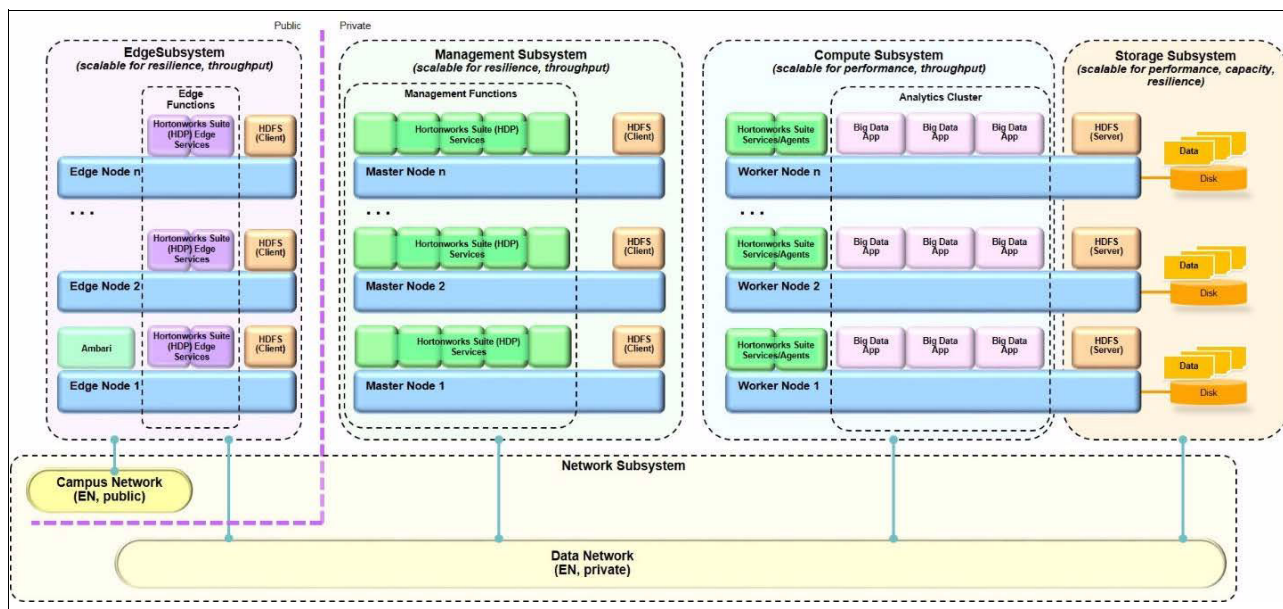 Public
Private
EdgeSubsystem
(scalable for resilience, throughput)
Edge
Functions
Hortonworks Suite
(HDP) Edge
Services
HDFS
(Client)
Edge Node n
...
Hortonworks Suite
(HDP) Edge
Services
HDFS
(Client)
Edge Node 2
Ambari
Hortonworks Suite
(HDP) Edge
Services
HDFS
(Client)
Edge Node 1
Management Subsystem
(scalable for resilience, throughput)
Management Functions
Hortonworks Suite (HDP)
Services
HDFS
(Client)
Master Node n
...
Hortonworks Suite (HDP)
Services
HDFS
(Client)
Master Node 2
Hortonworks Suite (HDP)
Services
HDFS
(Client)
Master Node 1
Compute Subsystem
(scalable for performance, throughput)
Analytics Cluster
Hortonworks Suite
Services/Agents
Big Data
App
Big Data
App
Big Data
App
Worker Node n
...
Hortonworks Suite
Services/Agents
Big Data
App
Big Data
App
Big Data
App
Worker Node 2
Hortonworks Suite
Services/Agents
Big Data
App
Big Data
App
Big Data
App
Worker Node 1
Storage Subsystem
(scalable for performance, capacity,
resilience)
HDFS
(Server)
Data
Disk
HDFS
(Server)
Data
Disk
HDFS
(Server)
Data
Disk
Network Subsystem
Campus Network
(EN, public)
Data Network
(EN, private)